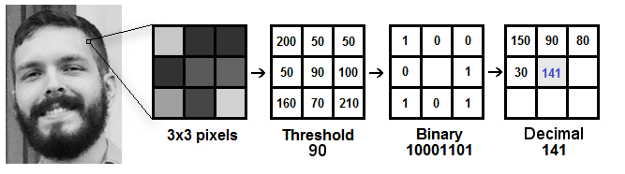 200 50 50
50 90 100
160 70 210
1 0 0
0 1
1 0 1
150 90 80
30 141
3x3 pixels
Threshold
90
Binary
10001101
Decimal
141